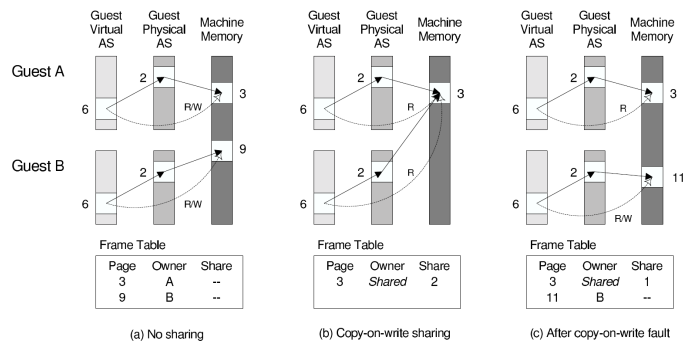 Guest Virtual AS
Guest Physical AS
Machine Memory
Guest A
2
3
6
R/W
9
Guest B
2
6
R/W
Frame Table
Page Owner Share
3 A --
9 B --
(a) No sharing
Guest Virtual AS
Guest Physical AS
Machine Memory
2
3
6
R
2
R
6
Frame Table
Page Owner Share
3 Shared 2
(b) Copy-on-write sharing
Guest Virtual AS
Guest Physical AS
Machine Memory
2
3
6
R
2
11
6
R/W
Frame Table
Page Owner Share
3 Shared 1
11 B --
(c) After copy-on-write fault